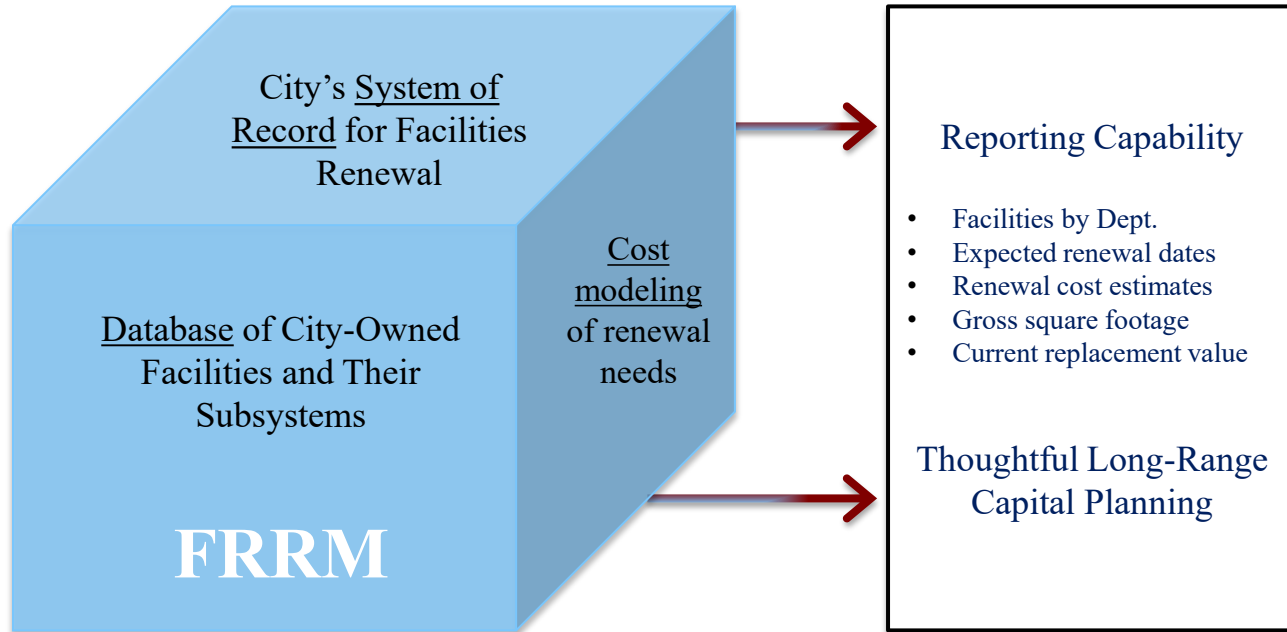 City’s System of
Record for Facilities
Renewal
Database of City-Owned
Facilities and Their
Subsystems
FRRM
Cost
modeling
of renewal
needs
Reporting Capability
• Facilities by Dept.
• Expected renewal dates
• Renewal cost estimates
• Gross square footage
• Current replacement value
Thoughtful Long-Range
Capital Planning